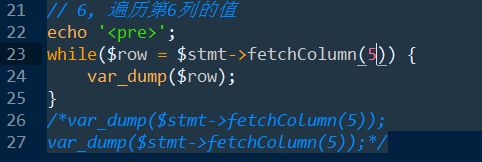 21 // 6, 遍历第6列的值
22 echo '<pre>';
23 while($row = $stmt->fetchColumn(5)) {
24     var_dump($row);
25 }
26 /*var_dump($stmt->fetchColumn(5));
27 var_dump($stmt->fetchColumn(5));*/